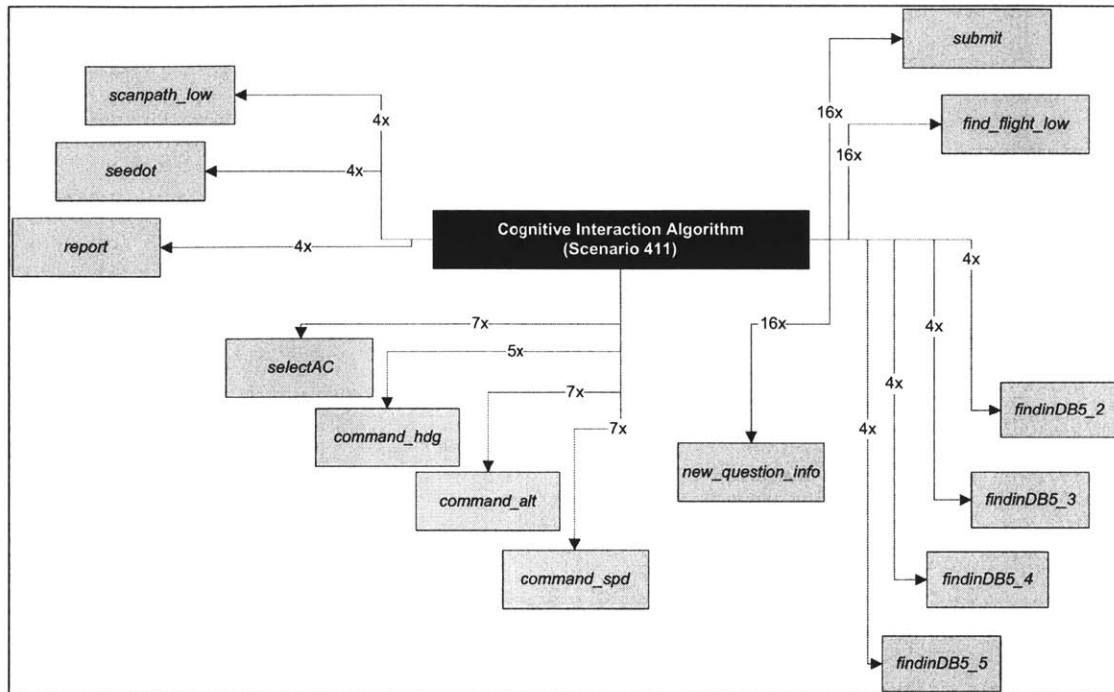 submit
scanpath_low
4x
16x
find_flight_low
16x
seedot
4x
report
4x
Cognitive Interaction Algorithm
(Scenario 411)
4x
7x
16x
4x
selectAC
5x
4x
command_hdg
7x
7x
4x
findinDB5_2
new_question_info
command_alt
findinDB5_3
command_spd
findinDB5_4
findinDB5_5